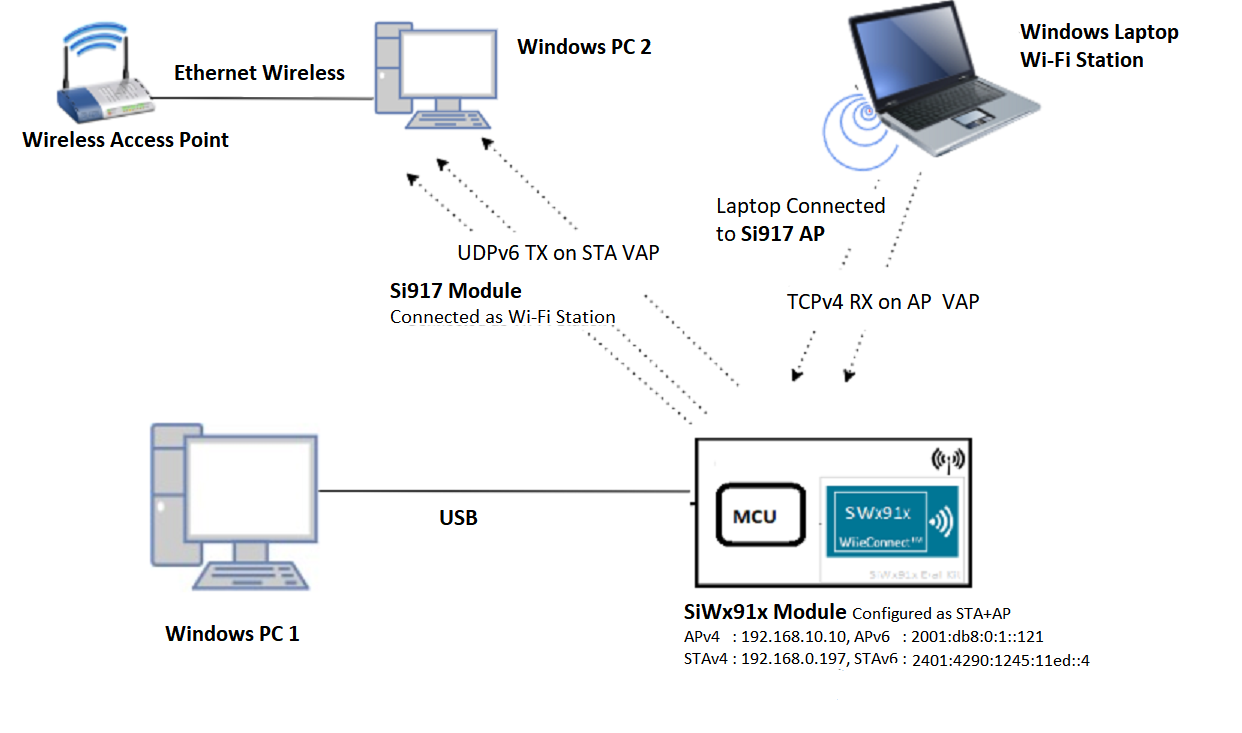 Windows PC 2
Windows Laptop
Wi-Fi Station
Ethernet Wireless
Wireless Access Point
Laptop Connected
to Si917 AP
UDPv6 TX on STA VAP
Si917 Module
Connected as Wi-Fi Station
TCPv4 RX on AP VAP
USB
MCU
SWx91x
WiieConnect™
SiWx91x Eval Kit
Windows PC 1
SiWx91x Module Configured as STA+AP
APv4 : 192.168.10.10, APv6 : 2001:db8:0:1::121
STAv4 : 192.168.0.197, STAv6 : 2401:4290:1245:11ed::4